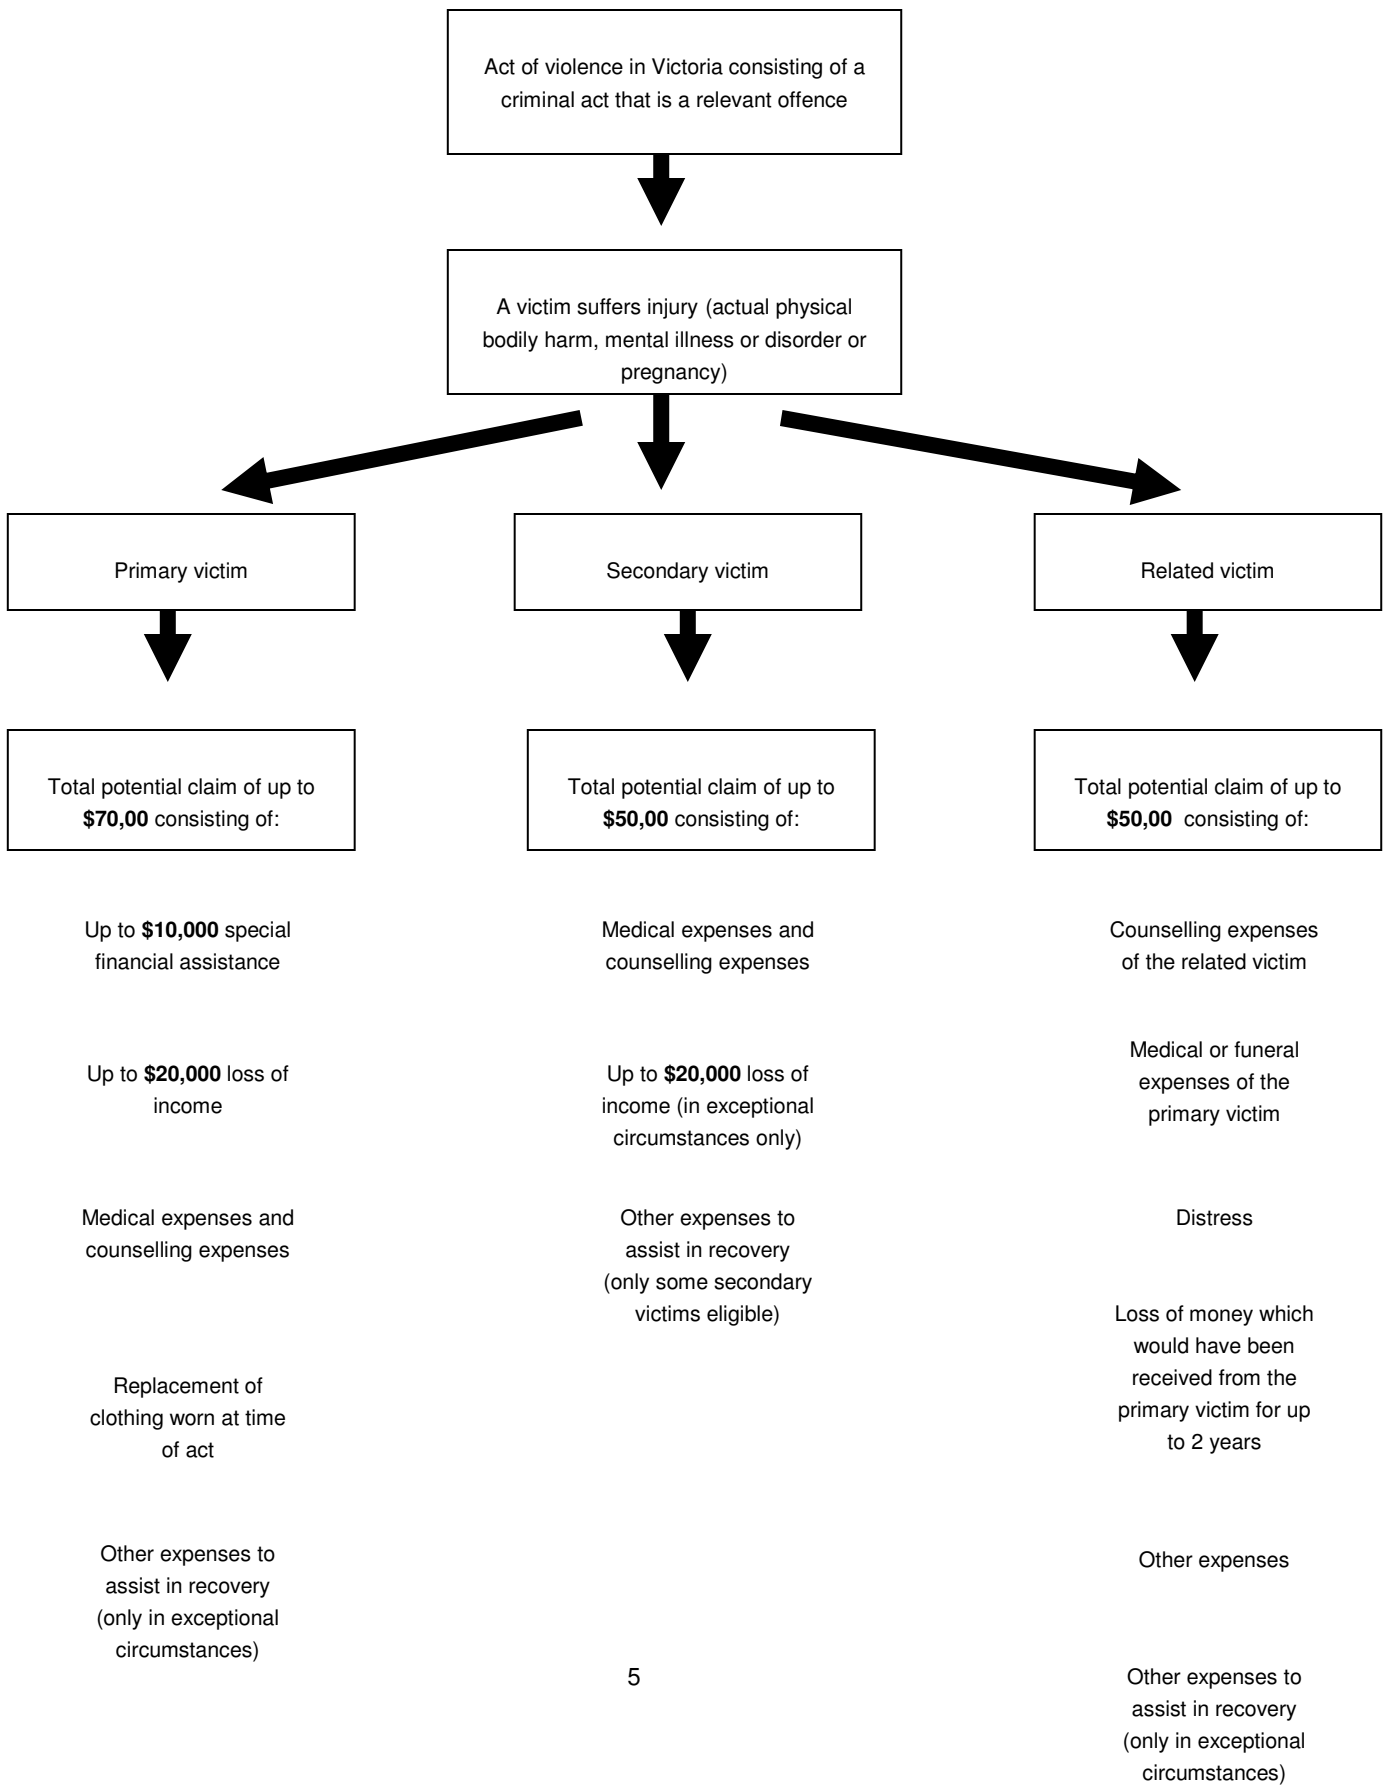 Act of violence in Victoria consisting of a
criminal act that is a relevant offence
A victim suffers injury (actual physical
bodily harm, mental illness or disorder or
pregnancy)
Primary victim
Secondary victim
Related victim
Total potential claim of up to
$70,00 consisting of:
Total potential claim of up to
$50,00 consisting of:
Total potential claim of up to
$50,00 consisting of:
Up to $10,000 special
financial assistance
Up to $20,000 loss of
income
Medical expenses and
counselling expenses
Replacement of
clothing worn at time
of act
Other expenses to
assist in recovery
(only in exceptional
circumstances)
Medical expenses and
counselling expenses
Up to $20,000 loss of
income (in exceptional
circumstances only)
Other expenses to
assist in recovery
(only some secondary
victims eligible)
Counselling expenses
of the related victim
Medical or funeral
expenses of the
primary victim
Distress
Loss of money which
would have been
received from the
primary victim for up
to 2 years
Other expenses
Other expenses to
assist in recovery
(only in exceptional
circumstances)
5